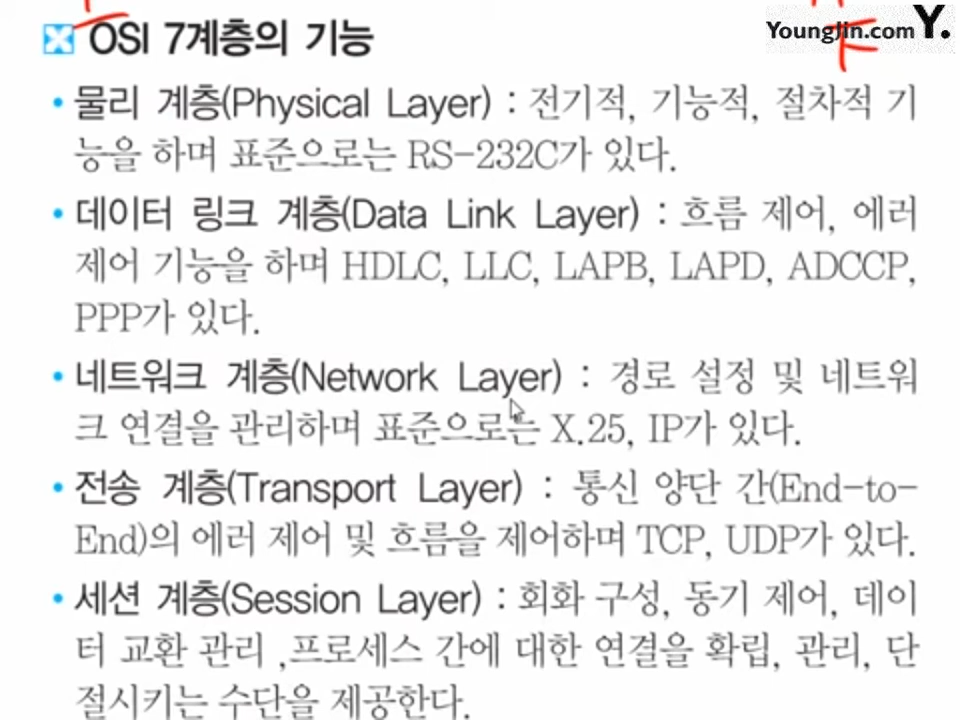 YoungJin.com Y.
OSI 7계층의 기능
• 물리 계층(Physical Layer) : 전기적, 기능적, 절차적 기
능을 하며 표준으로는 RS-232C가 있다.
• 데이터 링크 계층(Data Link Layer) : 흐름 제어, 에러
제어 기능을 하며 HDLC, LLC, LAPB, LAPD, ADCCP,
PPP가 있다.
• 네트워크 계층(Network Layer) : 경로 설정 및 네트워
크 연결을 관리하며 표준으로는 X.25, IP가 있다.
• 전송 계층(Transport Layer) : 통신 양단 간(End-to-
End)의 에러 제어 및 흐름을 제어하며 TCP, UDP가 있다.
• 세션 계층(Session Layer) : 회화 구성, 동기 제어, 데이
터 교환 관리 ,프로세스 간에 대한 연결을 확립, 관리, 단
절시키는 수단을 제공한다.